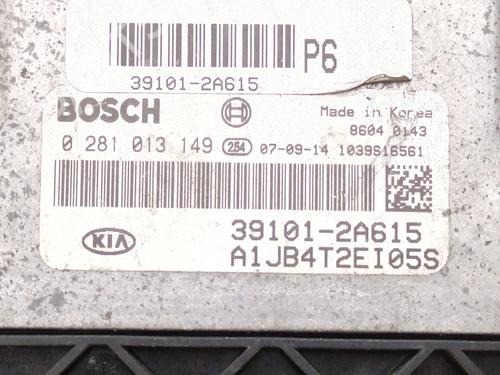 P6
39101-2A615
BOSCH
Made in Korea
8604 0143
0 281 013 149 254 07-09-14 1039S16561
KIA
39101-2A615
A1JB4T2EI05S